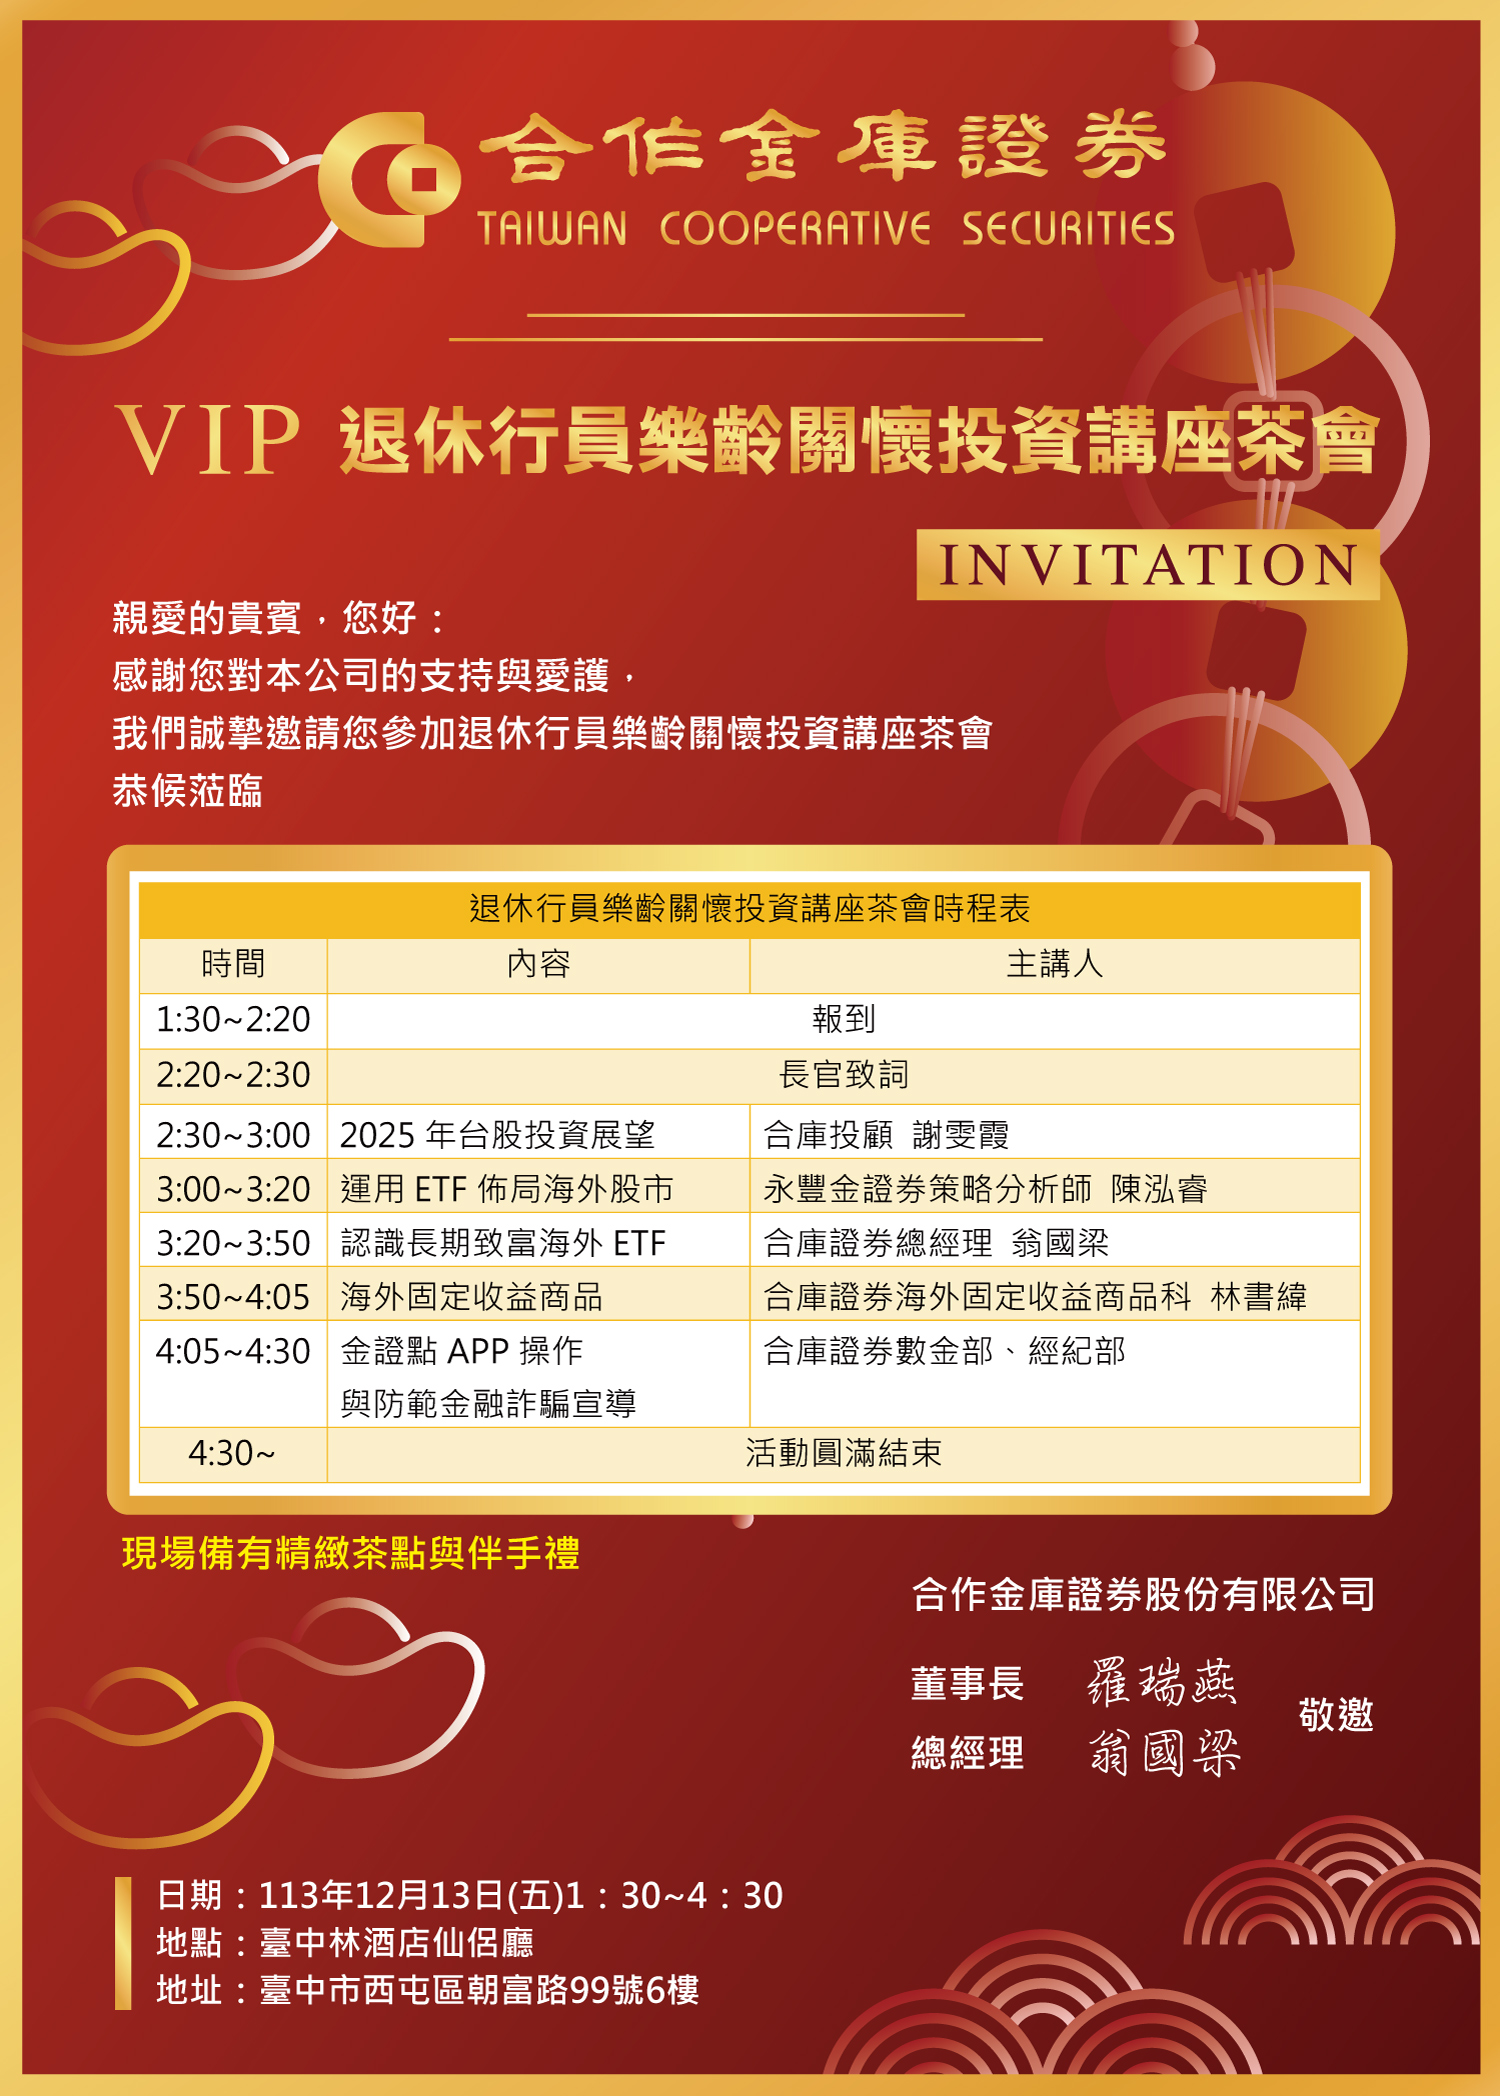 合作金庫證券
TAIWAN COOPERATIVE SECURITIES
VIP 退休行員樂齡關懷投資講座茶會
INVITATION
親愛的貴賓，您好：
感謝您對本公司的支持與愛護，
我們誠摯邀請您參加退休行員樂齡關懷投資講座茶會
恭候蒞臨
退休行員樂齡關懷投資講座茶會時程表
時間 內容 主講人
1:30~2:20 報到
2:20~2:30 長官致詞
2:30~3:00 2025 年台股投資展望 合庫投顧 謝雯霞
3:00~3:20 運用 ETF 佈局海外股市 永豐金證券策略分析師 陳泓睿
3:20~3:50 認識長期致富海外 ETF 合庫證券總經理 翁國梁
3:50~4:05 海外固定收益商品 合庫證券海外固定收益商品科 林書緯
4:05~4:30 金證點 APP 操作 合庫證券數金部、經紀部
與防範金融詐騙宣導
4:30~ 活動圓滿結束
現場備有精緻茶點與伴手禮
合作金庫證券股份有限公司
董事長 羅瑞燕
敬邀
總經理 翁國梁
日期：113年12月13日(五)1：30~4：30
地點：臺中林酒店仙侶廳
地址：臺中市西屯區朝富路99號6樓